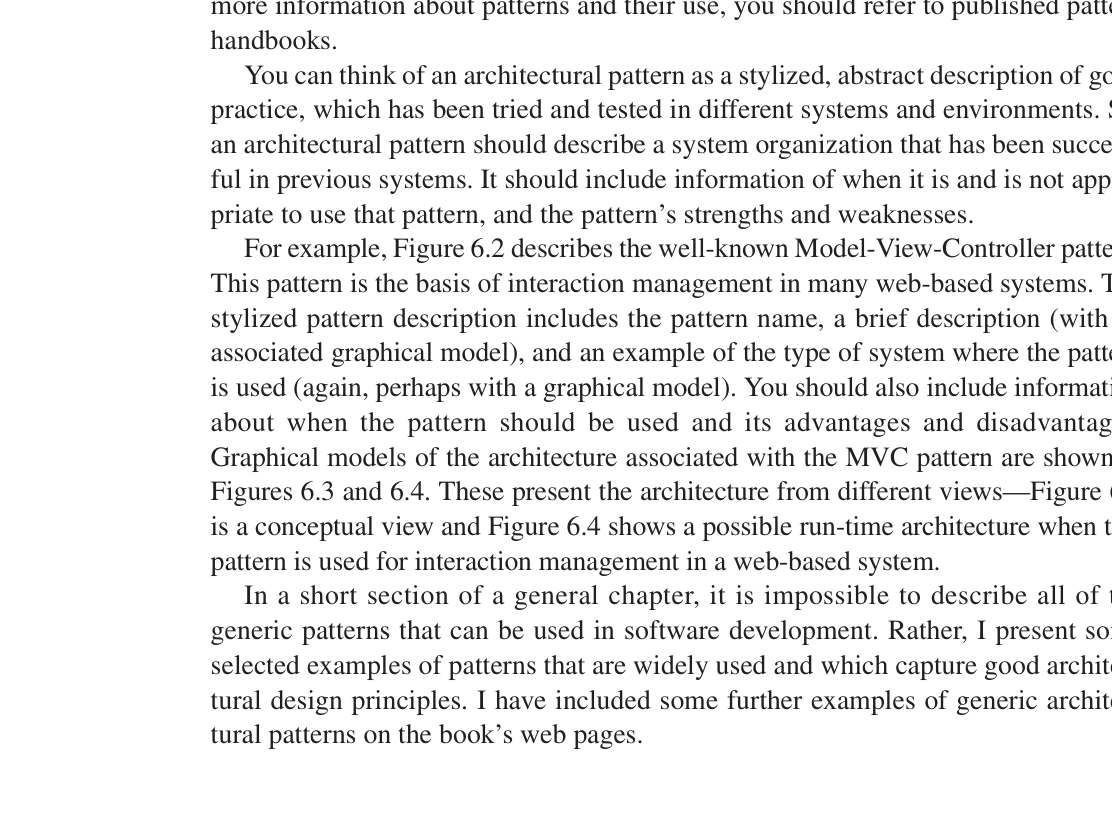 more information about patterns and their use, you should refer to published patte
handbooks.
You can think of an architectural pattern as a stylized, abstract description of go
practice, which has been tried and tested in different systems and environments. S
an architectural pattern should describe a system organization that has been succe
ful in previous systems. It should include information of when it is and is not app
priate to use that pattern, and the pattern’s strengths and weaknesses.
For example, Figure 6.2 describes the well-known Model-View-Controller patte
This pattern is the basis of interaction management in many web-based systems. T
stylized pattern description includes the pattern name, a brief description (with
associated graphical model), and an example of the type of system where the patte
is used (again, perhaps with a graphical model). You should also include informati
about when the pattern should be used and its advantages and disadvantag
Graphical models of the architecture associated with the MVC pattern are shown
Figures 6.3 and 6.4. These present the architecture from different views—Figure
is a conceptual view and Figure 6.4 shows a possible run-time architecture when t
pattern is used for interaction management in a web-based system.
In a short section of a general chapter, it is impossible to describe all of t
generic patterns that can be used in software development. Rather, I present so
selected examples of patterns that are widely used and which capture good archite
tural design principles. I have included some further examples of generic archite
tural patterns on the book’s web pages.